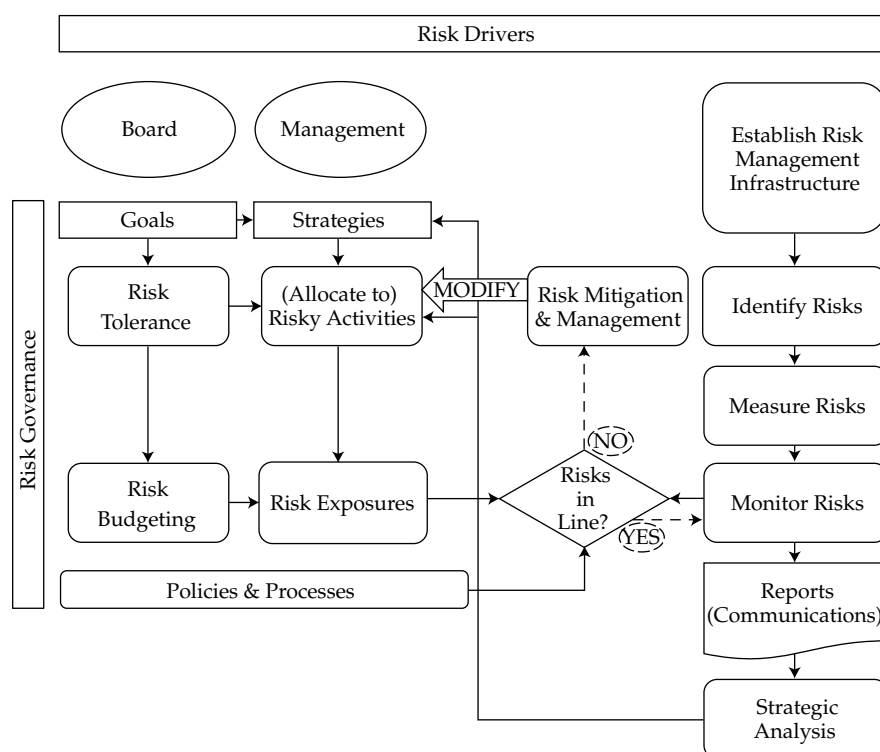 Risk Drivers
Board
Management
Establish Risk
Management
Infrastructure
Risk Governance
Goals
Strategies
Risk
Tolerance
(Allocate to)
Risky Activities
MODIFY
Risk Mitigation
& Management
Identify Risks
Measure Risks
NO
Risk
Budgeting
Risk Exposures
Risks
in
Line?
YES
Monitor Risks
Policies & Processes
Reports
(Communications)
Strategic
Analysis